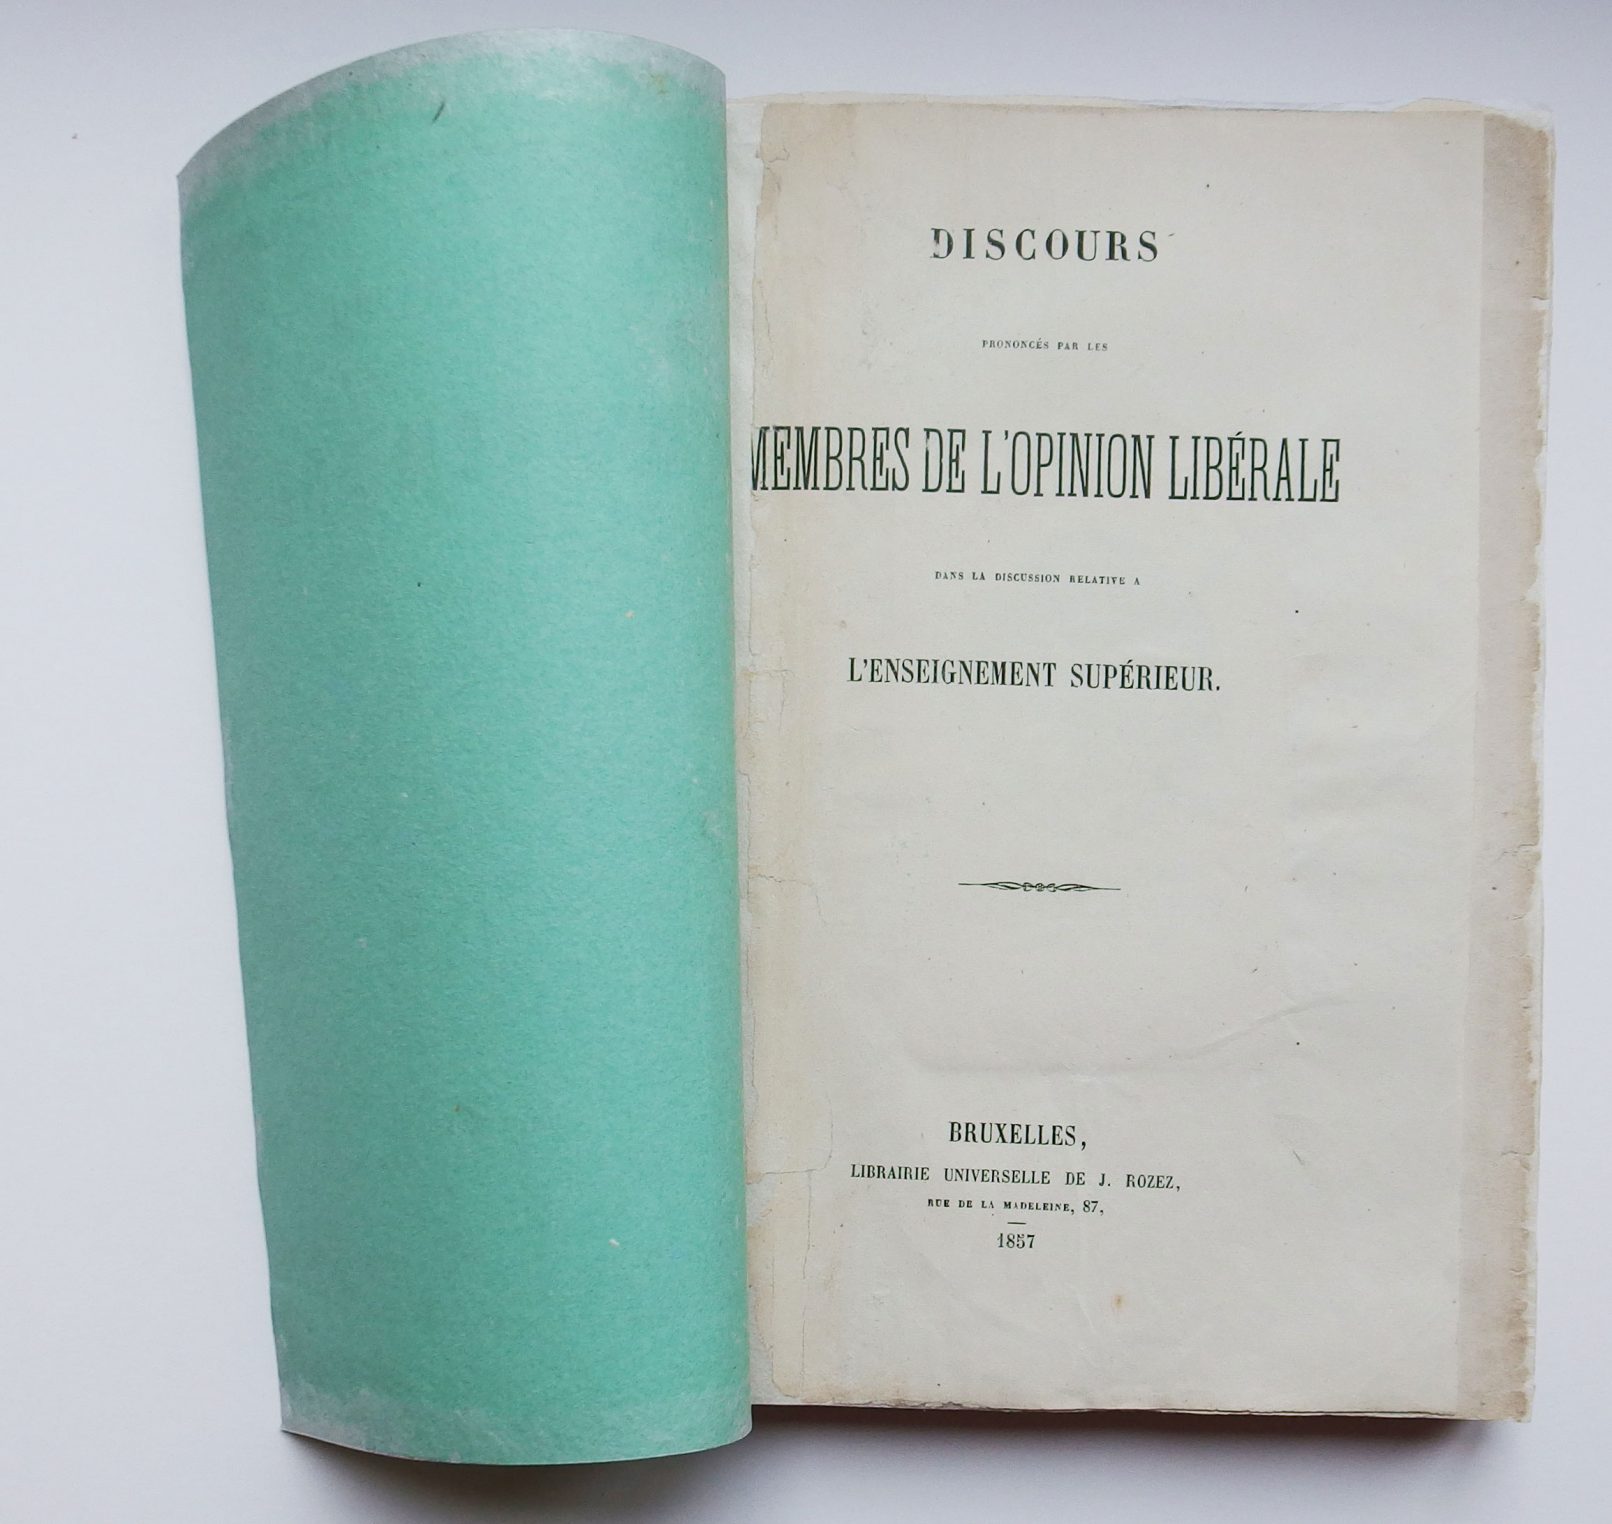 DISCOURS
PRONONCÉS PAR LES
MEMBRES DE L'OPINION LIBÉRALE
DANS LA DISCUSSION RELATIVE A
L'ENSEIGNEMENT SUPÉRIEUR.
BRUXELLES,
LIBRAIRIE UNIVERSELLE DE J. ROZEZ,
RUE DE LA MADELEINE, 87,
1857